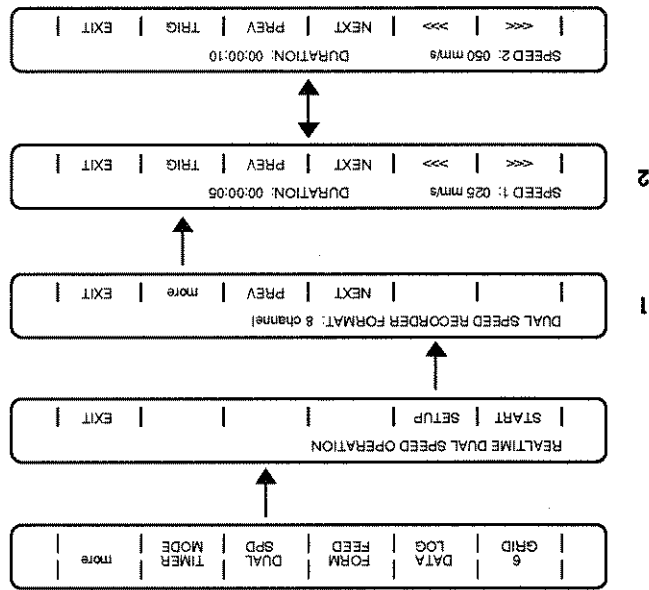 6 | DATA | FORM | DUAL | TIMER | more
GRID | LOG | FEED | SPD | MODE
REALTIME DUAL SPEED OPERATION
| START | SETUP | | | | EXIT |
1
DUAL SPEED RECORDER FORMAT: 8 channel
| | | NEXT | PREV | more | EXIT |
2
SPEED 1: 025 mm/s DURATION: 00:00:05
| <<< | >>> | NEXT | PREV | TRIG | EXIT |
SPEED 2: 050 mm/s DURATION: 00:00:10
| <<< | >>> | NEXT | PREV | TRIG | EXIT |